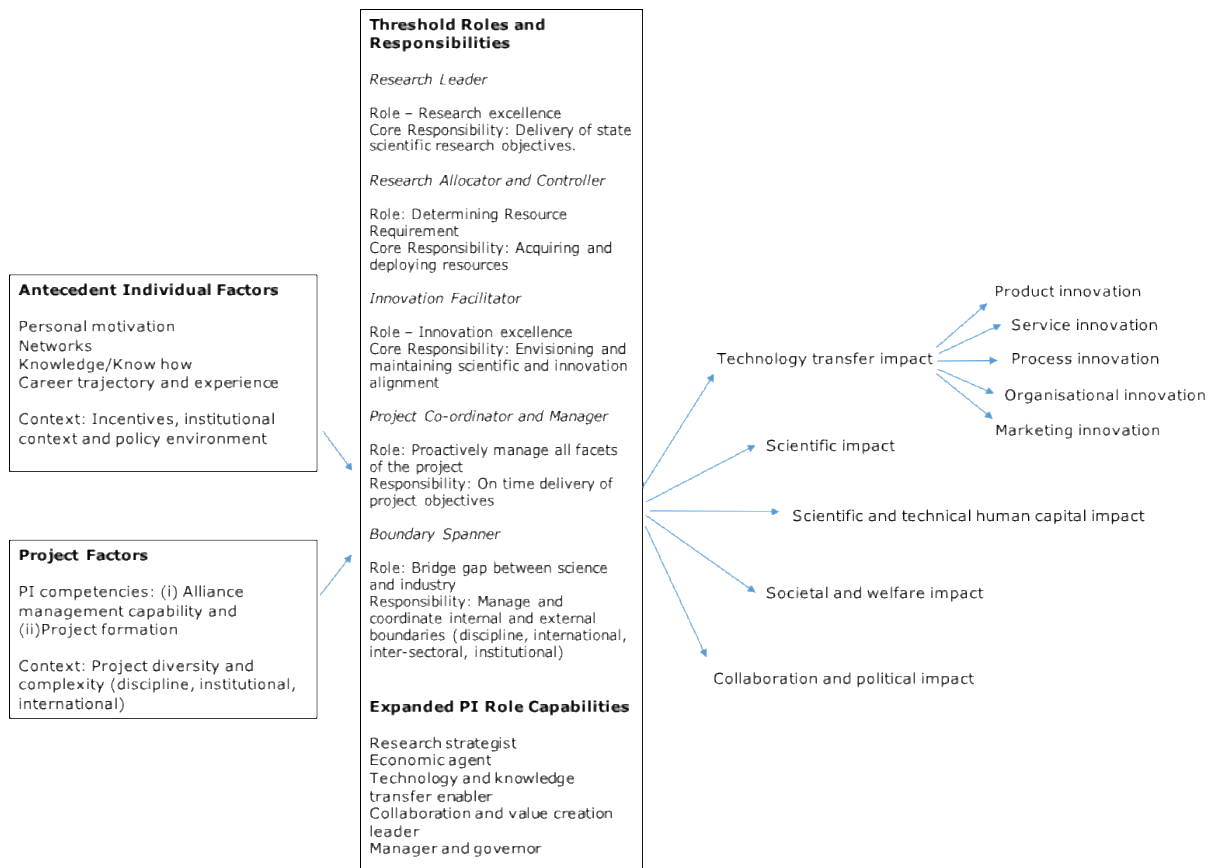 Antecedent Individual Factors
Personal motivation
Networks
Knowledge/Know how
Career trajectory and experience
Context: Incentives, institutional
context and policy environment
Project Factors
PI competencies: (i) Alliance
management capability and
(ii)Project formation
Context: Project diversity and
complexity (discipline, institutional,
international)
Threshold Roles and
Responsibilities
Research Leader
Role – Research excellence
Core Responsibility: Delivery of state
scientific research objectives.
Research Allocator and Controller
Role: Determining Resource
Requirement
Core Responsibility: Acquiring and
deploying resources
Innovation Facilitator
Role – Innovation excellence
Core Responsibility: Envisioning and
maintaining scientific and innovation
alignment
Project Co-ordinator and Manager
Role: Proactively manage all facets
of the project
Responsibility: On time delivery of
project objectives
Boundary Spanner
Role: Bridge gap between science
and industry
Responsibility: Manage and
coordinate internal and external
boundaries (discipline, international,
inter-sectoral, institutional)
Expanded PI Role Capabilities
Research strategist
Economic agent
Technology and knowledge
transfer enabler
Collaboration and value creation
leader
Manager and governor
Technology transfer impact
Scientific impact
Scientific and technical human capital impact
Societal and welfare impact
Collaboration and political impact
Product innovation
Service innovation
Process innovation
Organisational innovation
Marketing innovation